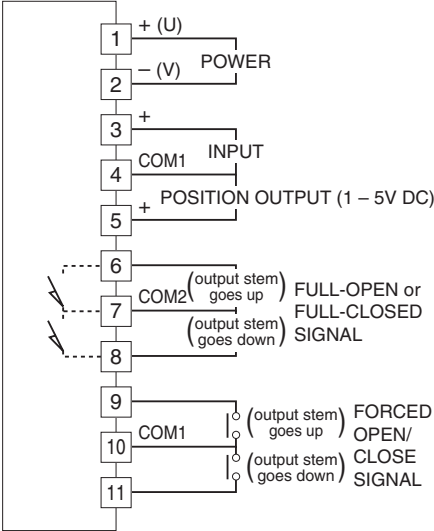 1 + (U)
POWER
2 – (V)
3 +
INPUT
4 COM1
POSITION OUTPUT (1 – 5V DC)
5 +
6
(output stem goes up)
7 COM2
FULL-OPEN or
FULL-CLOSED
SIGNAL
(output stem goes down)
8
9
(output stem goes up)
10 COM1
FORCED
OPEN/
CLOSE
SIGNAL
(output stem goes down)
11